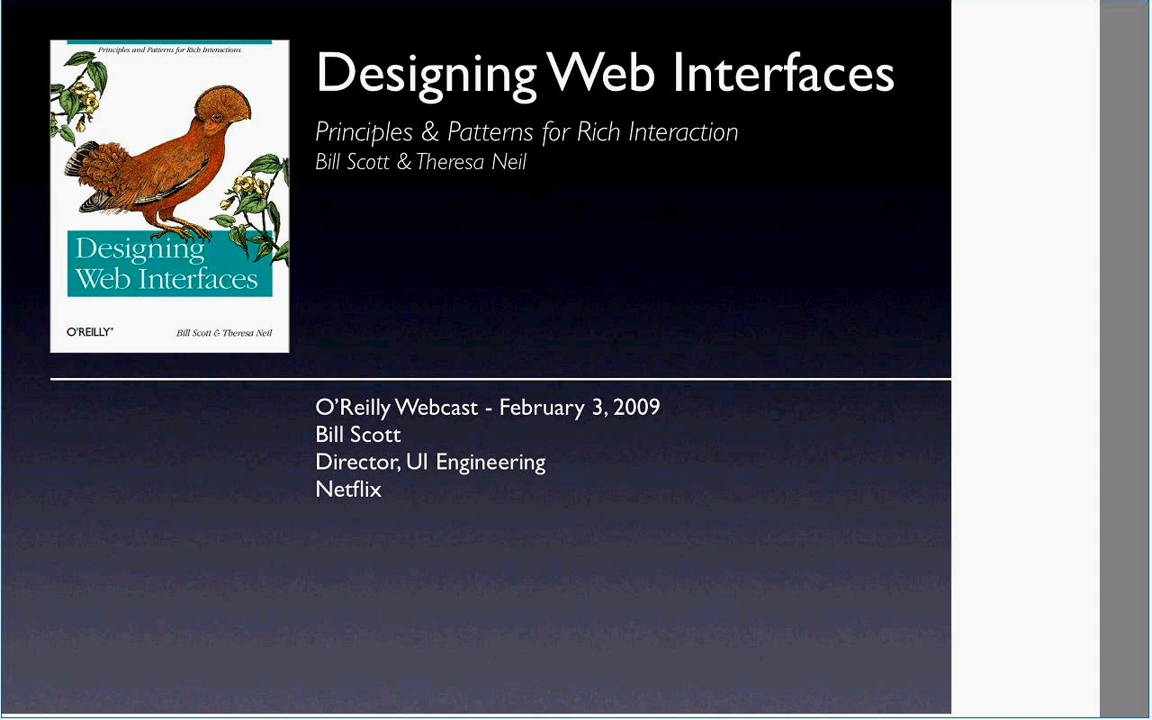 Principles and Patterns for Rich Interactions
Designing
Web Interfaces
O'REILLY®
Bill Scott & Theresa Neil
Designing Web Interfaces
Principles & Patterns for Rich Interaction
Bill Scott & Theresa Neil
O'Reilly Webcast - February 3, 2009
Bill Scott
Director, UI Engineering
Netflix